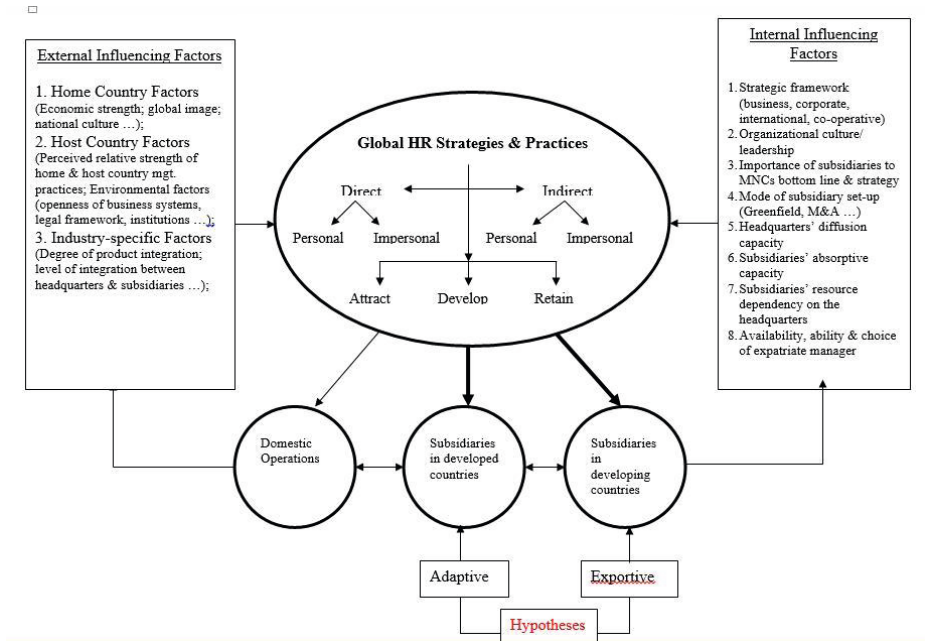 External Influencing Factors
1. Home Country Factors
(Economic strength; global image;
national culture ...);
2. Host Country Factors
(Perceived relative strength of
home & host country mgt.
practices; Environmental factors
(openness of business systems,
legal framework, institutions ...);
3. Industry-specific Factors
(Degree of product integration;
level of integration between
headquarters & subsidiaries ...);
Global HR Strategies & Practices
Direct
Indirect
Personal
Impersonal
Personal
Impersonal
Attract
Develop
Retain
Internal Influencing
Factors
1. Strategic framework
(business, corporate,
international, co-operative)
2. Organizational culture/
leadership
3. Importance of subsidiaries to
MNCs bottom line & strategy
4. Mode of subsidiary set-up
(Greenfield, M&A ...)
5. Headquarters' diffusion
capacity
6. Subsidiaries' absorptive
capacity
7. Subsidiaries' resource
dependency on the
headquarters
8. Availability, ability & choice
of expatriate manager
Domestic
Operations
Subsidiaries
in developed
countries
Subsidiaries
in
developing
countries
Adaptive
Exportive
Hypotheses